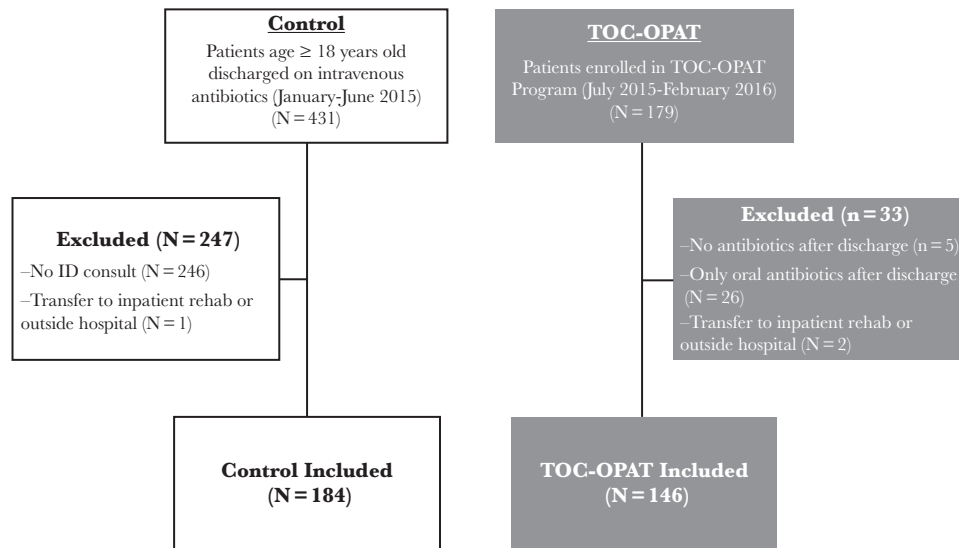 Control
Patients age ≥ 18 years old
discharged on intravenous
antibiotics (January-June 2015)
(N = 431)
TOC-OPAT
Patients enrolled in TOC-OPAT
Program (July 2015-February 2016)
(N = 179)
Excluded (N = 247)
–No ID consult (N = 246)
–Transfer to inpatient rehab or
outside hospital (N = 1)
Excluded (n = 33)
–No antibiotics after discharge (n = 5)
–Only oral antibiotics after discharge
(N = 26)
–Transfer to inpatient rehab or
outside hospital (N = 2)
Control Included
(N = 184)
TOC-OPAT Included
(N = 146)